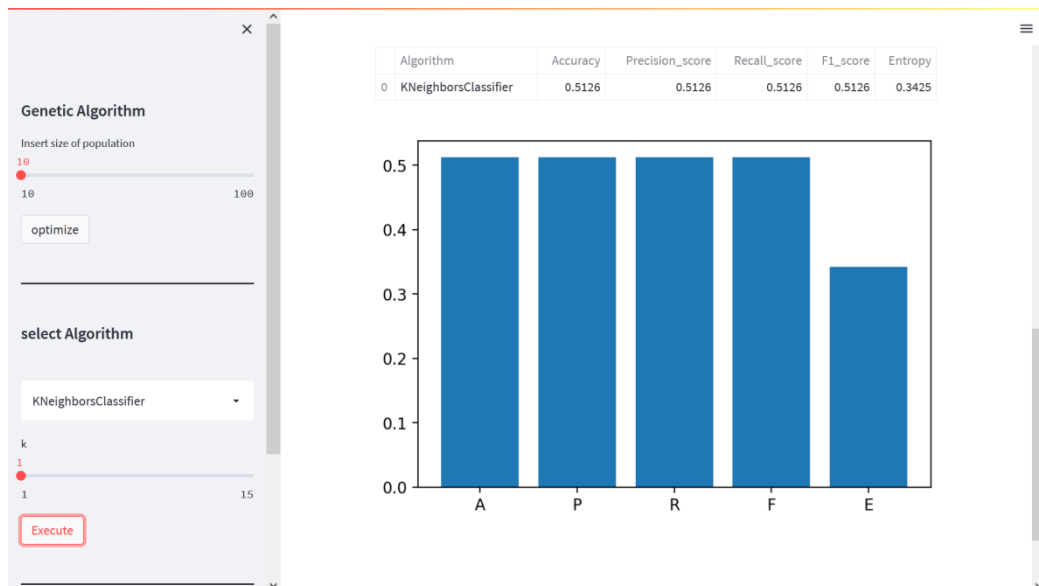 Genetic Algorithm
Insert size of population
10
10 100
optimize
select Algorithm
KNeighborsClassifier
k
1
1 15
Execute
Algorithm Accuracy Precision_score Recall_score F1_score Entropy
0 KNeighborsClassifier 0.5126 0.5126 0.5126 0.5126 0.3425
0.5
0.4
0.3
0.2
0.1
0.0
A P R F E